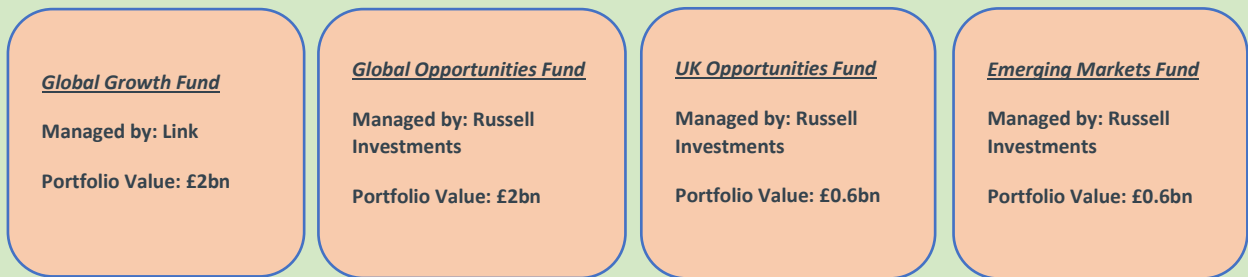 Global Growth Fund
Managed by: Link
Portfolio Value: £2bn
Global Opportunities Fund
Managed by: Russell
Investments
Portfolio Value: £2bn
UK Opportunities Fund
Managed by: Russell
Investments
Portfolio Value: £0.6bn
Emerging Markets Fund
Managed by: Russell
Investments
Portfolio Value: £0.6bn